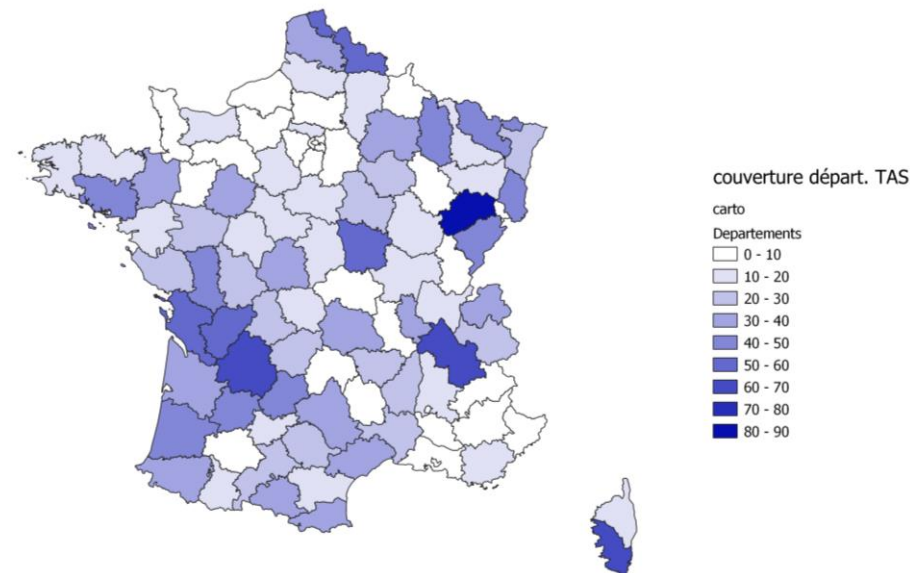 couverture départ. TAS
carto
Departements
0 - 10
10 - 20
20 - 30
30 - 40
40 - 50
50 - 60
60 - 70
70 - 80
80 - 90